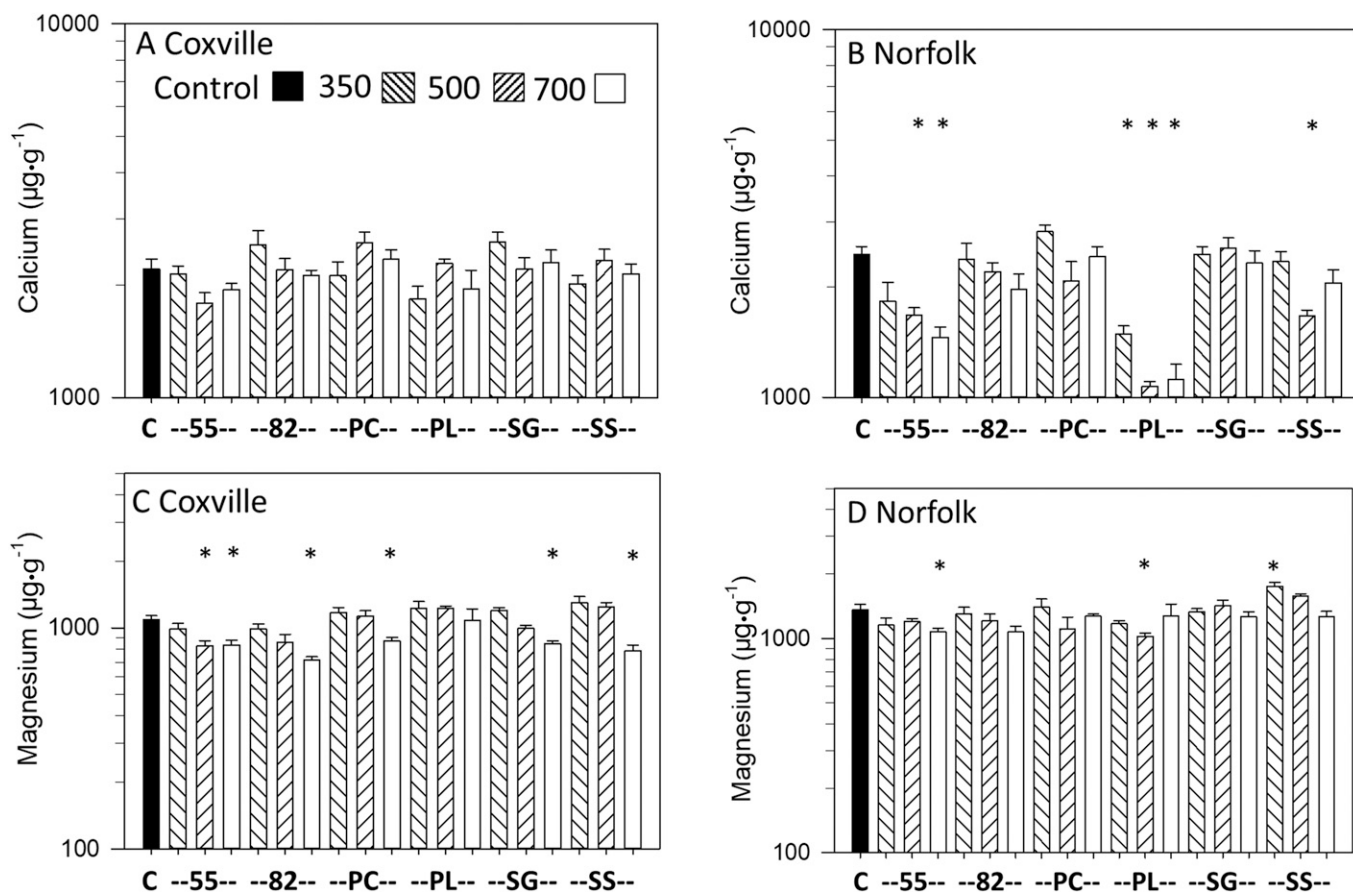 A Coxville
Control 350 500 700
10000
1000
Calcium (µg•g-1)
C --55-- --82-- --PC-- --PL-- --SG-- --SS--
B Norfolk
10000
* * * * * *
1000
Calcium (µg•g-1)
C --55-- --82-- --PC-- --PL-- --SG-- --SS--
C Coxville
* * * * * *
1000
100
Magnesium (µg•g-1)
C --55-- --82-- --PC-- --PL-- --SG-- --SS--
D Norfolk
* * *
1000
100
Magnesium (µg•g-1)
C --55-- --82-- --PC-- --PL-- --SG-- --SS--